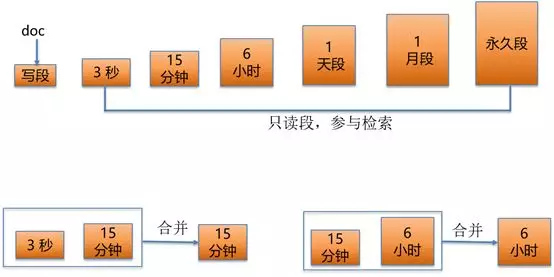 doc
写段
3 秒
15
分钟
6
小时
1
天段
1
月段
永久段
只读段，参与检索
3 秒
15
分钟
合并
15
分钟
15
分钟
6
小时
合并
6
小时